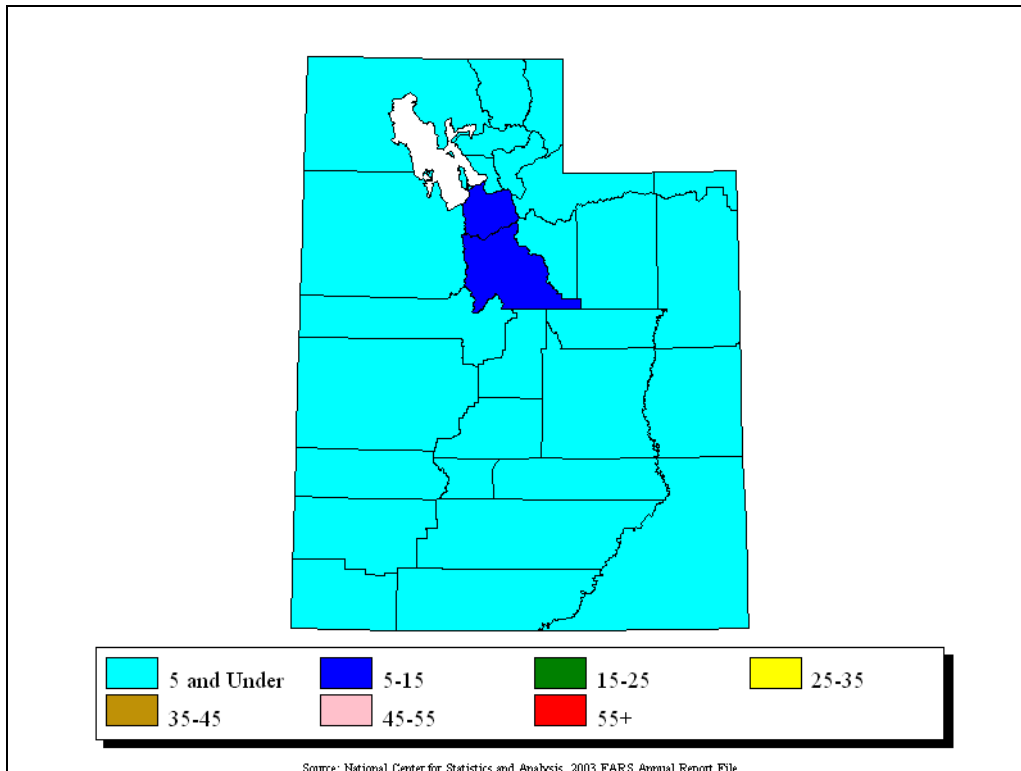 5 and Under 5-15 15-25 25-35
35-45 45-55 55+
Source: National Center for Statistics and Analysis, 2003 FARS Annual Report File